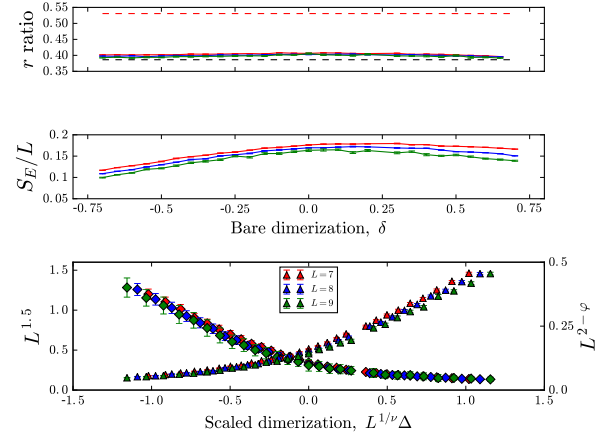 0.55
0.50
0.45
0.40
0.35
r ratio
0.2
0.15
0.1
0.05
S_E/L
-0.75 -0.5 -0.25 0.0 0.25 0.5 0.75
Bare dimerization, δ
1.5
1.0
0.5
0.0
L^{1.5}
L = 7
L = 8
L = 9
0.5
0.25
0.0
L^{2-φ}
-1.5 -1.0 -0.5 0.0 0.5 1.0 1.5
Scaled dimerization, L^{1/ν}Δ